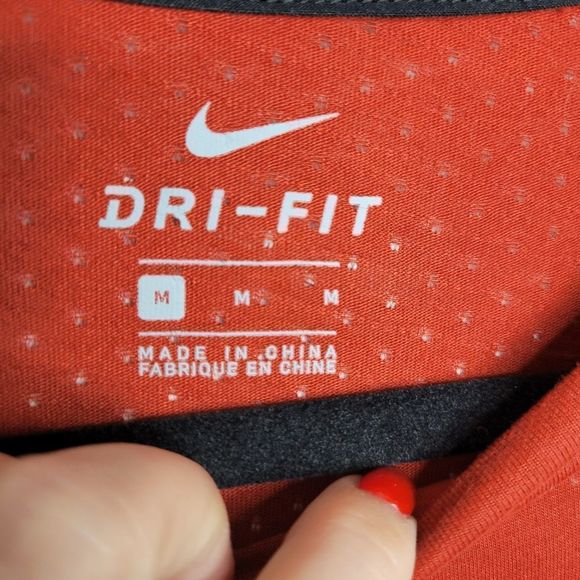 DRI-FIT
M M M
MADE IN CHINA
FABRIQUE EN CHINE